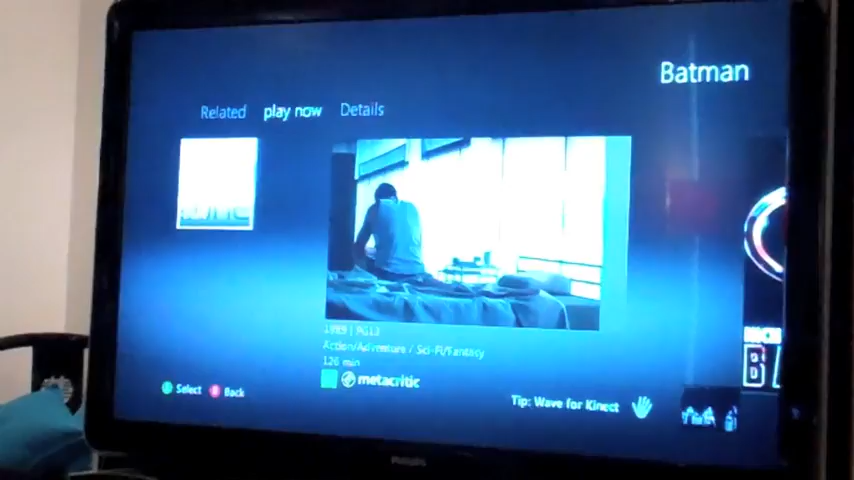 Batman
Related play now Details
1989 | PG13
Action/Adventure / Sci-Fi/Fantasy
126 min
metacritic
Select Back
Tip: Wave for Kinect
PHILIPS